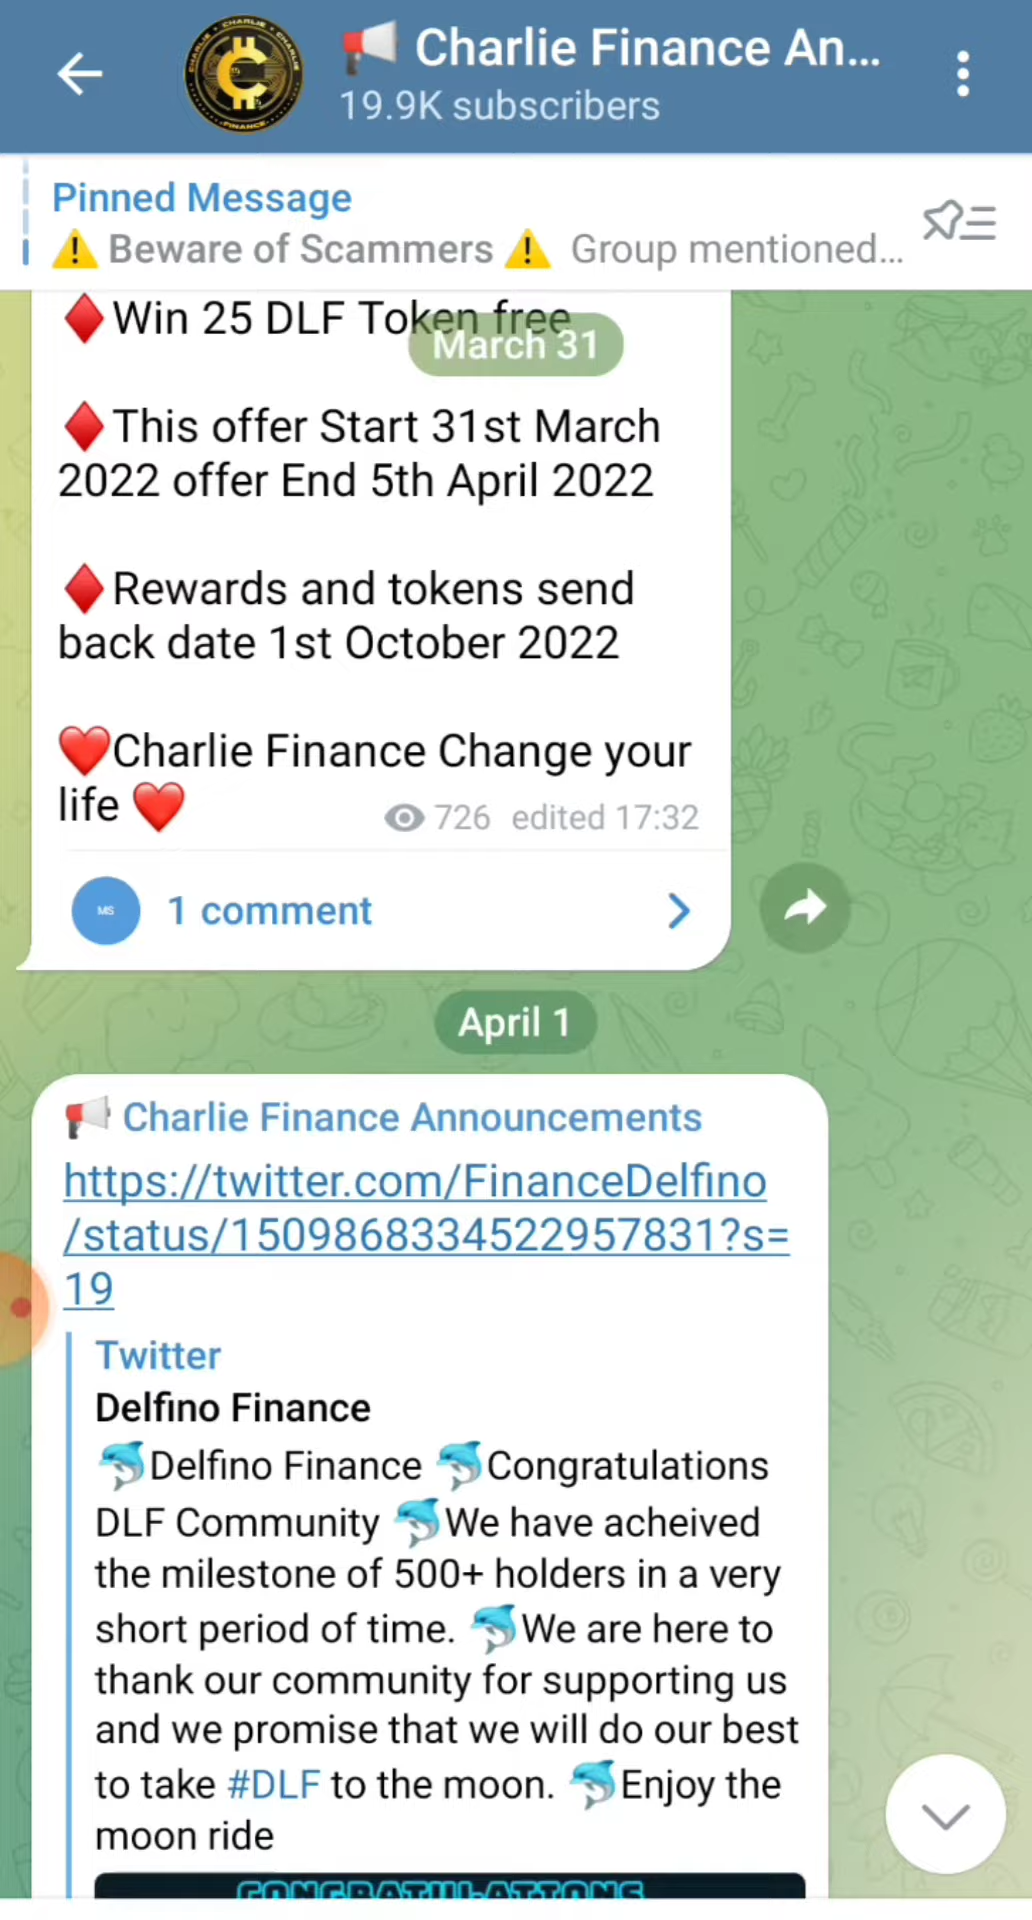 Charlie Finance An...
19.9K subscribers
CHARLIE • CHARLIE • CHARLIE
FINANCE
Pinned Message
⚠️ Beware of Scammers ⚠️ Group mentioned...
♦️Win 25 DLF Token free
March 31
♦️This offer Start 31st March
2022 offer End 5th April 2022
♦️Rewards and tokens send
back date 1st October 2022
❤️Charlie Finance Change your
life ❤️
726 edited 17:32
MS
1 comment
April 1
Charlie Finance Announcements
https://twitter.com/FinanceDelfino
/status/1509868334522957831?s=
19
Twitter
Delfino Finance
🐬Delfino Finance 🐬Congratulations
DLF Community 🐬We have acheived
the milestone of 500+ holders in a very
short period of time. 🐬We are here to
thank our community for supporting us
and we promise that we will do our best
to take #DLF to the moon. 🐬Enjoy the
moon ride
CONGRATULATIONS